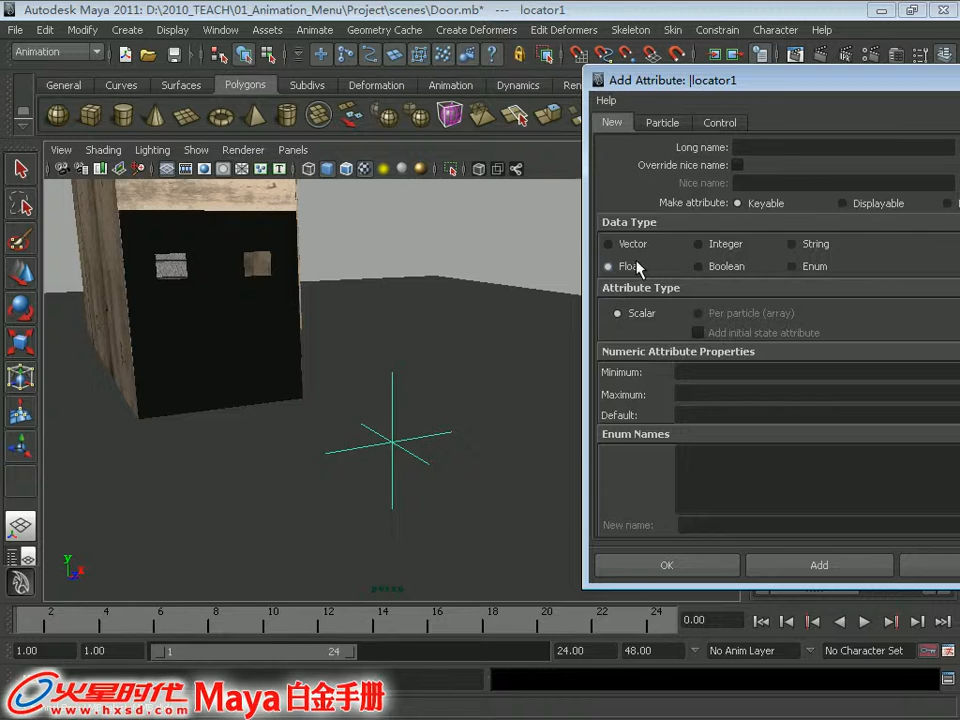 Autodesk Maya 2011: D:\2010_TEACH\01_Animation_Menu\Project\scenes\Door.mb* --- locator1
File Edit Modify Create Display Window Assets Animate Geometry Cache Create Deformers Edit Deformers Skeleton Skin Constrain Character Help
Animation
General Curves Surfaces Polygons Subdivs Deformation Animation Dynamics
View Shading Lighting Show Renderer Panels
Add Attribute: |locator1
Help
New Particle Control
Long name:
Override nice name:
Nice name:
Make attribute: Keyable Displayable
Data Type
Vector Integer String
Boolean Enum
Attribute Type
Scalar Per particle (array)
Add initial state attribute
Numeric Attribute Properties
Minimum:
Maximum:
Default:
Enum Names
New name:
OK Add
y
x
z
persp
2 4 6 8 10 12 14 16 18 20 22 24 0.00
1.00 1.00 1 24 24.00 48.00 No Anim Layer No Character Set
火星时代 Maya 白金手册
www.hxsd.com